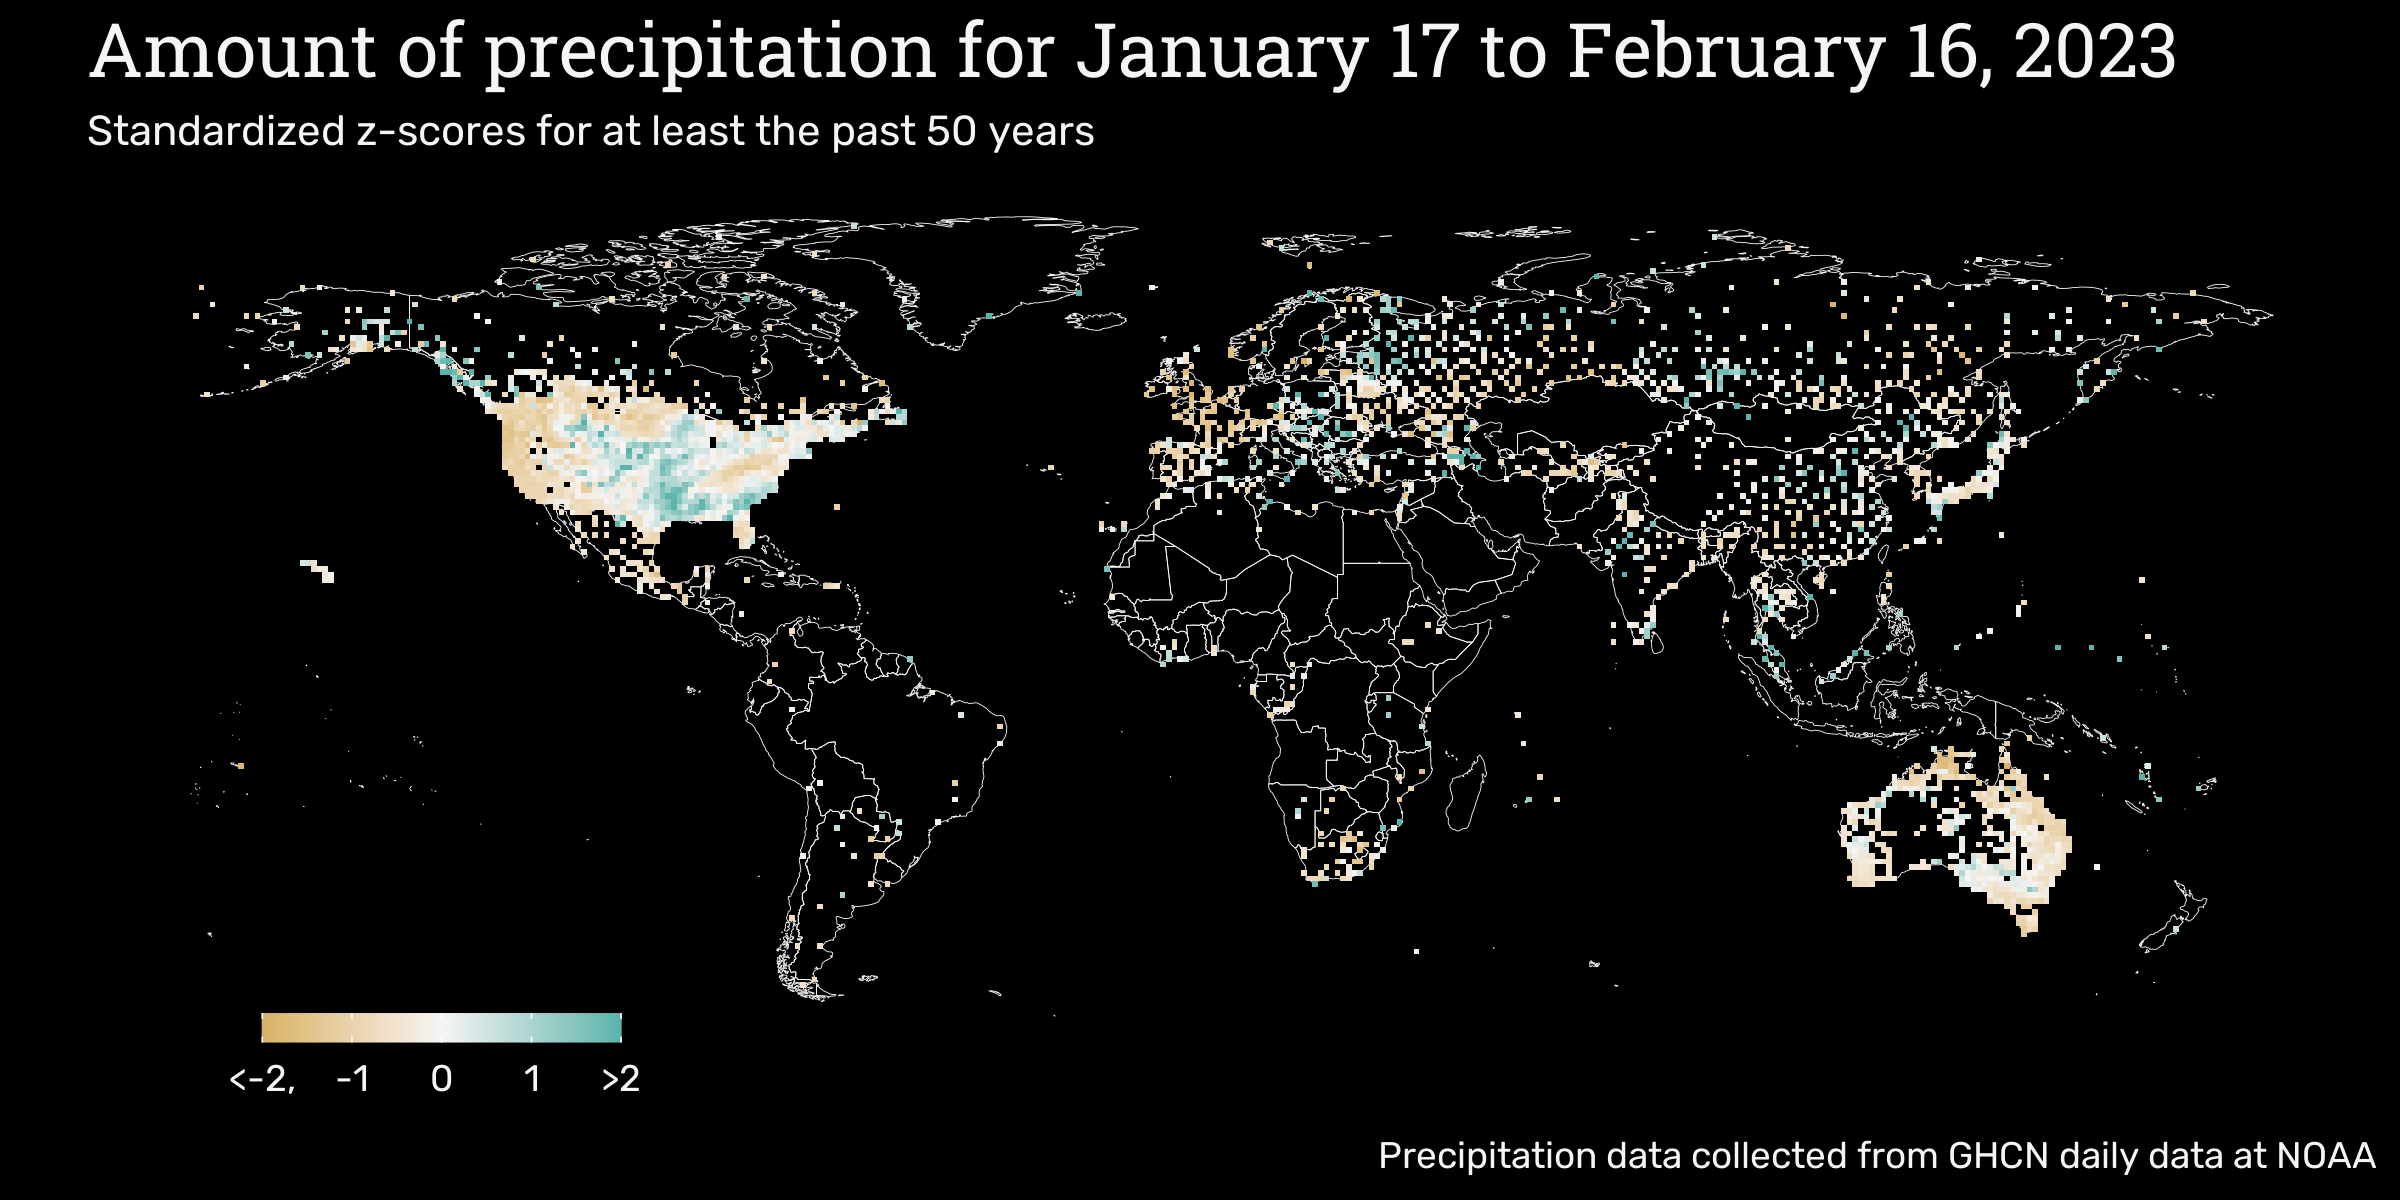 Amount of precipitation for January 17 to February 16, 2023
Standardized z-scores for at least the past 50 years
<-2, -1 0 1 >2
Precipitation data collected from GHCN daily data at NOAA